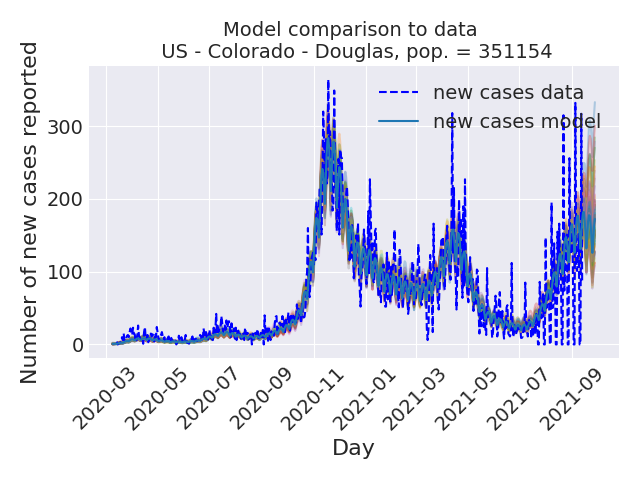 Model comparison to data
US - Colorado - Douglas, pop. = 351154
new cases data
new cases model
Number of new cases reported
300
200
100
0
2020-03
2020-05
2020-07
2020-09
2020-11
2021-01
2021-03
2021-05
2021-07
2021-09
Day